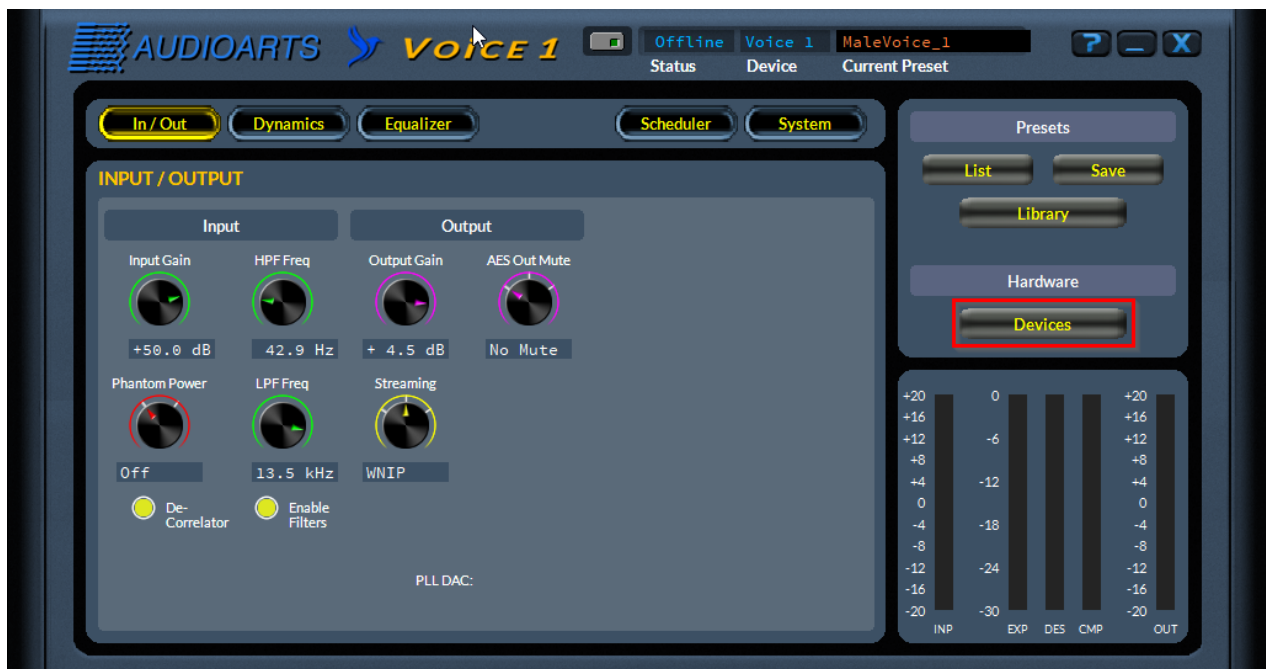 AUDIOARTS VOICE 1 Offline Voice 1 MaleVoice_1 ? _ X
Status Device Current Preset
In / Out Dynamics Equalizer Scheduler System
Presets
List Save
Library
Hardware
Devices
INPUT / OUTPUT
Input Output
Input Gain HPF Freq Output Gain AES Out Mute
+50.0 dB 42.9 Hz + 4.5 dB No Mute
Phantom Power LPF Freq Streaming
Off 13.5 kHz WNIP
De- Enable
Correlator Filters
PLL DAC:
+20 0 +20
+16 +16
+12 -6 +12
+8 +8
+4 -12 +4
0 0
-4 -18 -4
-8 -8
-12 -24 -12
-16 -16
-20 -30 -20
INP EXP DES CMP OUT